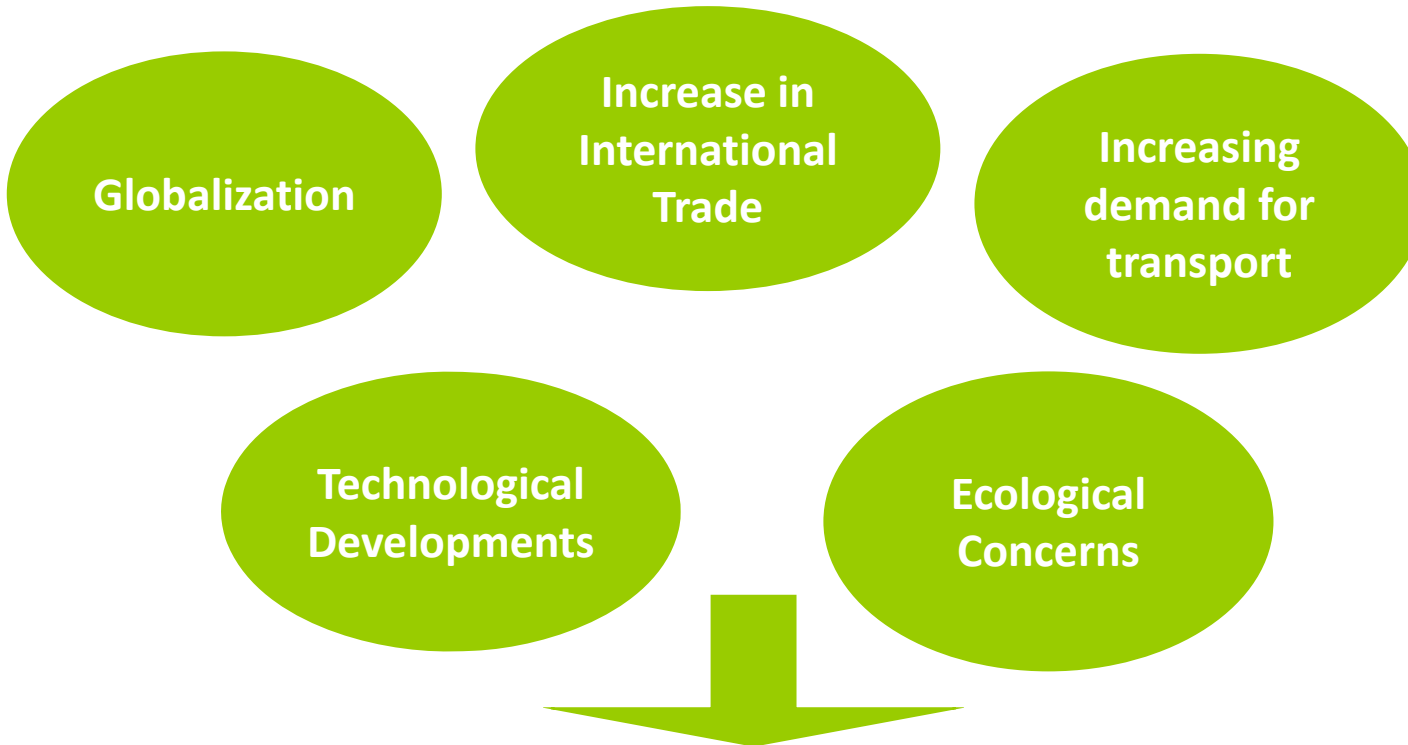 Globalization
Increase in
International
Trade
Increasing
demand for
transport
Technological
Developments
Ecological
Concerns